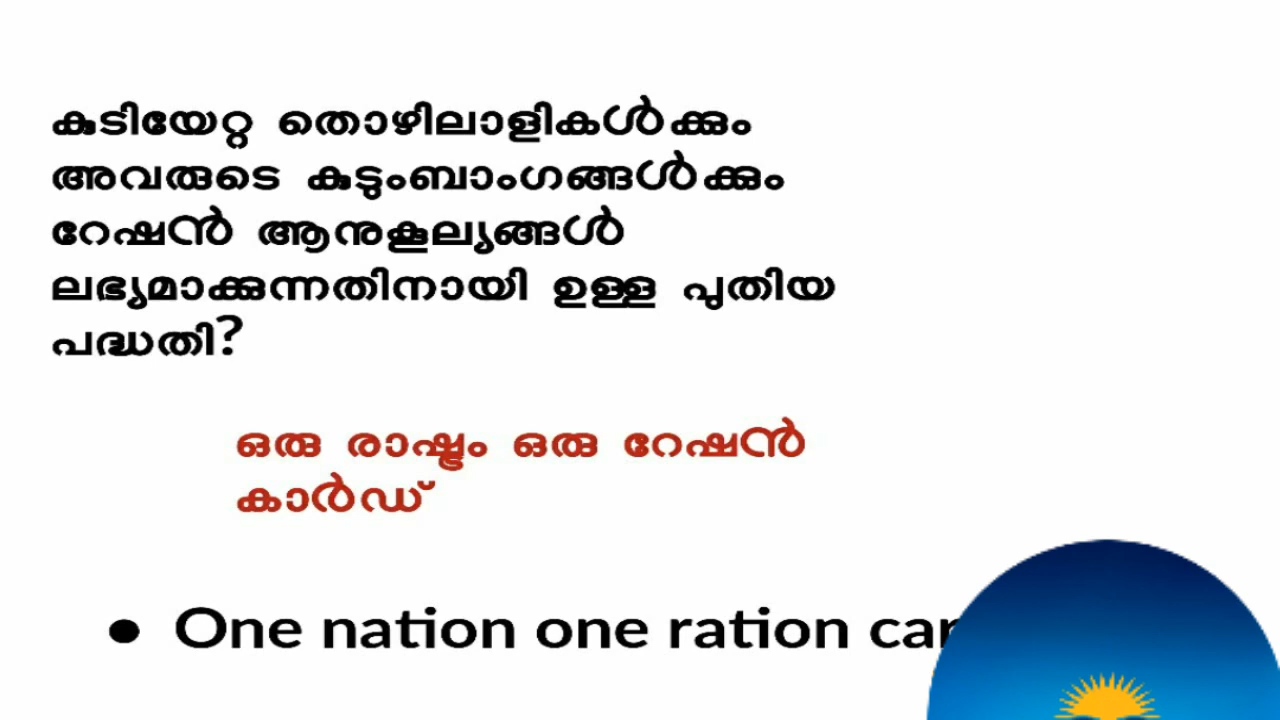 കുടിയേറ്റ തൊഴിലാളികൾക്കും
അവരുടെ കുടുംബാംഗങ്ങൾക്കും
റേഷൻ ആനുകൂല്യങ്ങൾ
ലഭ്യമാക്കുന്നതിനായി ഉള്ള പുതിയ
പദ്ധതി?
ഒരു രാഷ്ട്രം ഒരു റേഷൻ
കാർഡ്
● One nation one ration